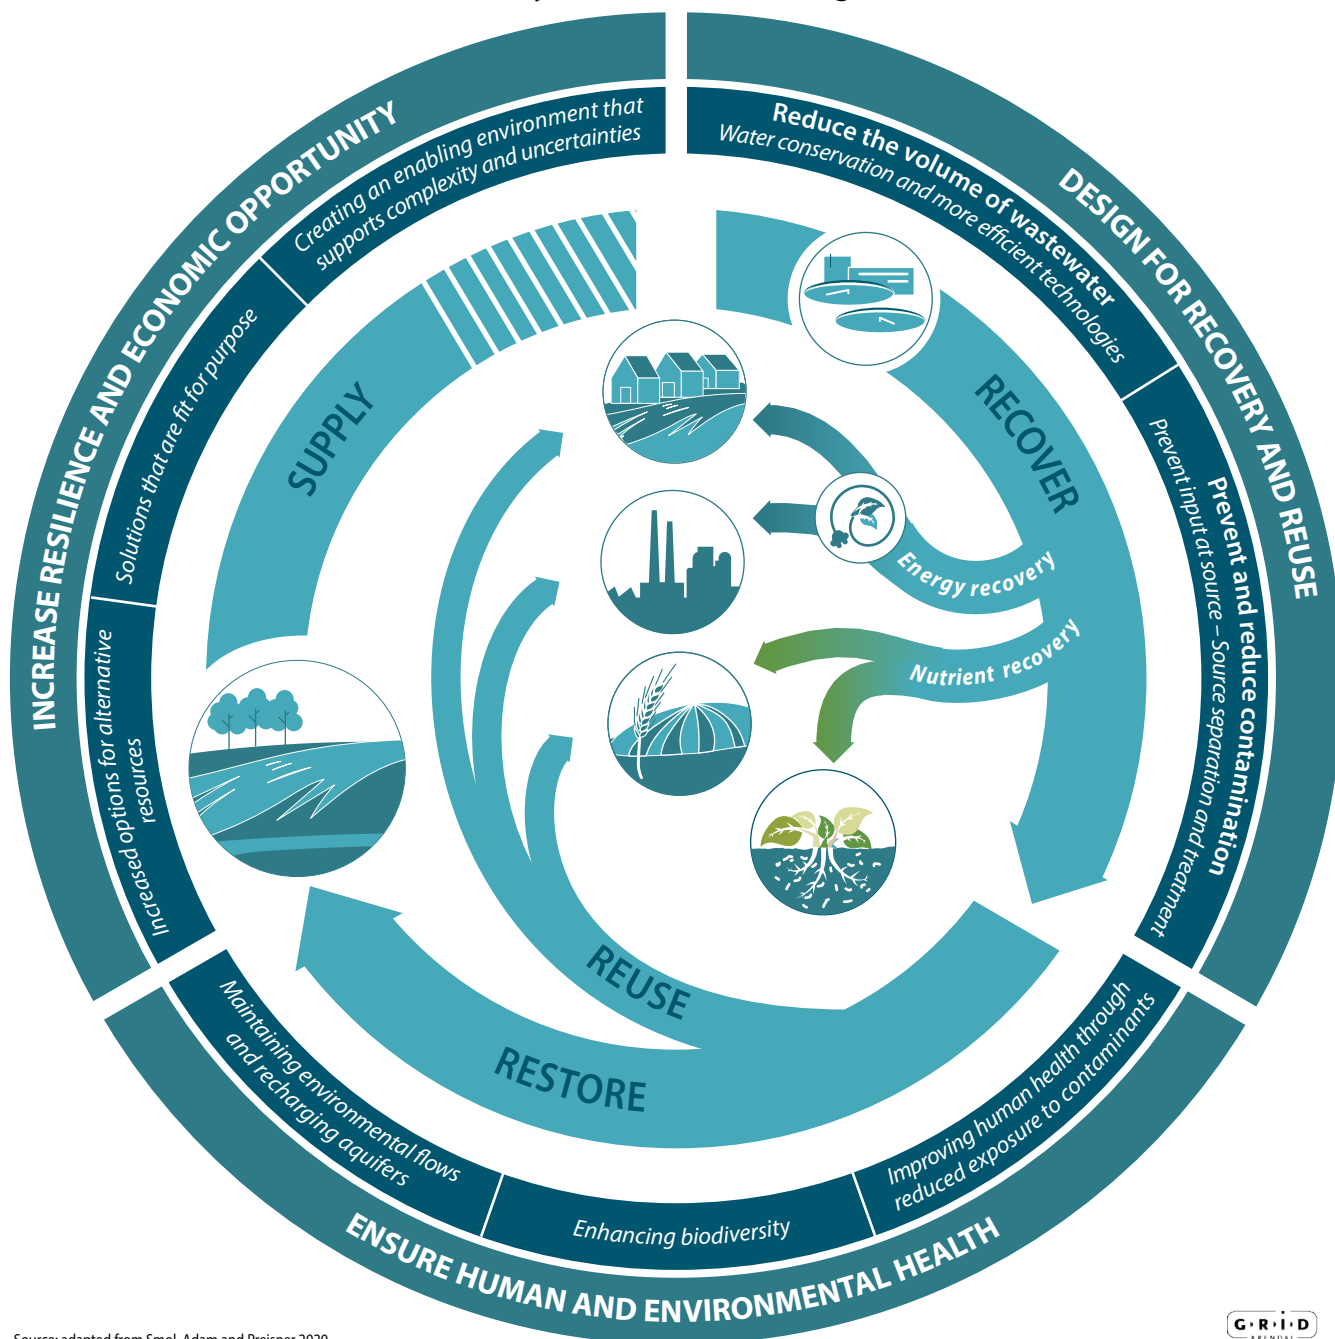 INCREASE RESILIENCE AND ECONOMIC OPPORTUNITY
Creating an enabling environment that
supports complexity and uncertainties
Solutions that are fit for purpose
Increased options for alternative
resources
DESIGN FOR RECOVERY AND REUSE
Reduce the volume of wastewater
Water conservation and more efficient technologies
Prevent and reduce contamination
Prevent input at source – Source separation and treatment
SUPPLY
RECOVER
Energy recovery
Nutrient recovery
REUSE
RESTORE
Maintaining environmental flows
and recharging aquifers
Enhancing biodiversity
Improving human health through
reduced exposure to contaminants
ENSURE HUMAN AND ENVIRONMENTAL HEALTH
G·R·I·D
ARENDAL